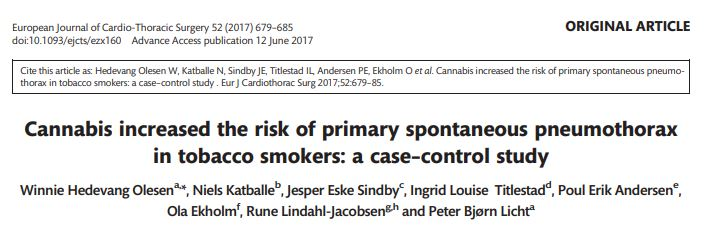 European Journal of Cardio-Thoracic Surgery 52 (2017) 679–685
ORIGINAL ARTICLE
doi:10.1093/ejcts/ezx160 Advance Access publication 12 June 2017
Cite this article as: Hedevang Olesen W, Katballe N, Sindby JE, Titlestad IL, Andersen PE, Ekholm O et al. Cannabis increased the risk of primary spontaneous pneumo-
thorax in tobacco smokers: a case–control study . Eur J Cardiothorac Surg 2017;52:679–85.
Cannabis increased the risk of primary spontaneous pneumothorax
in tobacco smokers: a case–control study
Winnie Hedevang Olesena,*, Niels Katballeb, Jesper Eske Sindbyc, Ingrid Louise Titlestadd, Poul Erik Andersene,
Ola Ekholmf, Rune Lindahl-Jacobseng,h and Peter Bjørn Lichta